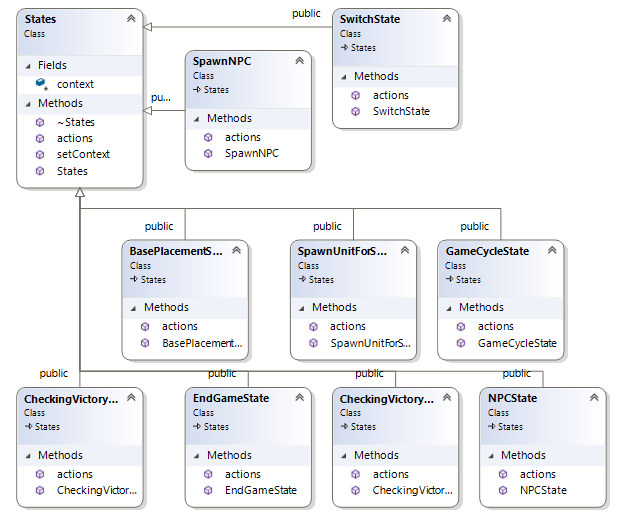 States
Class
Fields
context
Methods
~States
actions
setContext
States
public
SwitchState
Class
States
Methods
actions
SwitchState
pu...
SpawnNPC
Class
States
Methods
actions
SpawnNPC
public
BasePlacementS...
Class
States
Methods
actions
BasePlacement...
public
SpawnUnitForS...
Class
States
Methods
actions
SpawnUnitForS...
public
GameCycleState
Class
States
Methods
actions
GameCycleState
public
CheckingVictory...
Class
States
Methods
actions
CheckingVictor...
public
EndGameState
Class
States
Methods
actions
EndGameState
public
CheckingVictory...
Class
States
Methods
actions
CheckingVictor...
public
NPCState
Class
States
Methods
actions
NPCState